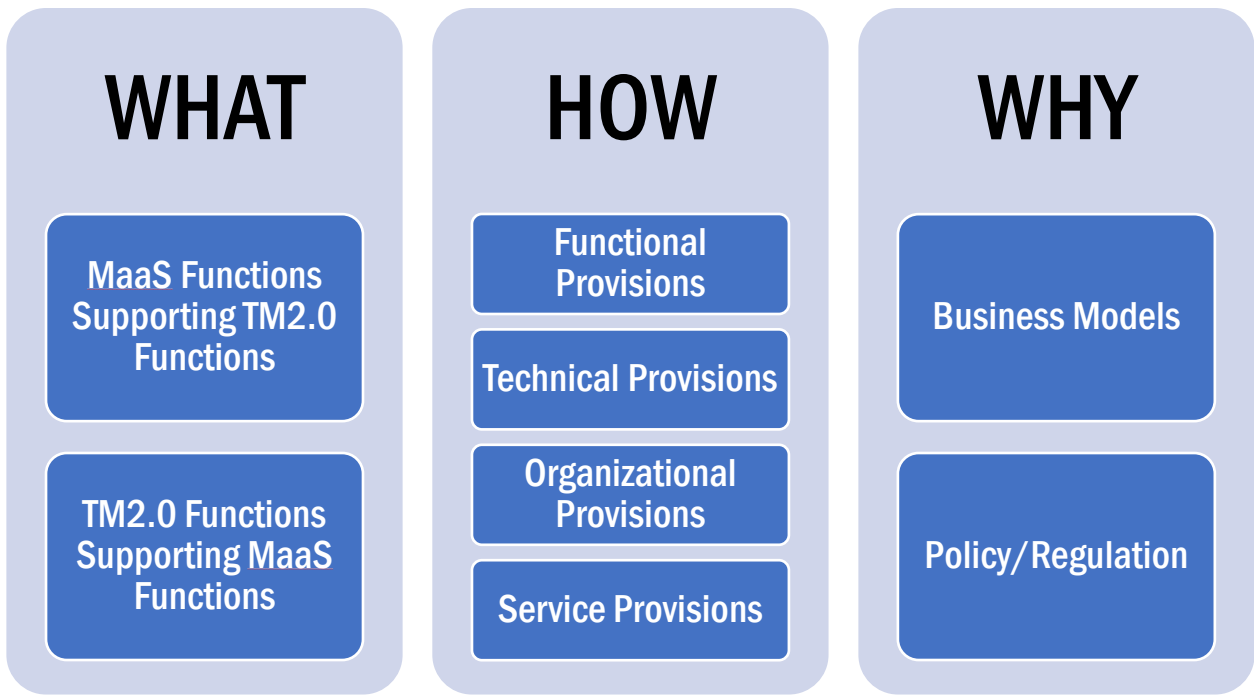 WHAT
MaaS Functions
Supporting TM2.0
Functions
TM2.0 Functions
Supporting MaaS
Functions
HOW
Functional
Provisions
Technical Provisions
Organizational
Provisions
Service Provisions
WHY
Business Models
Policy/Regulation